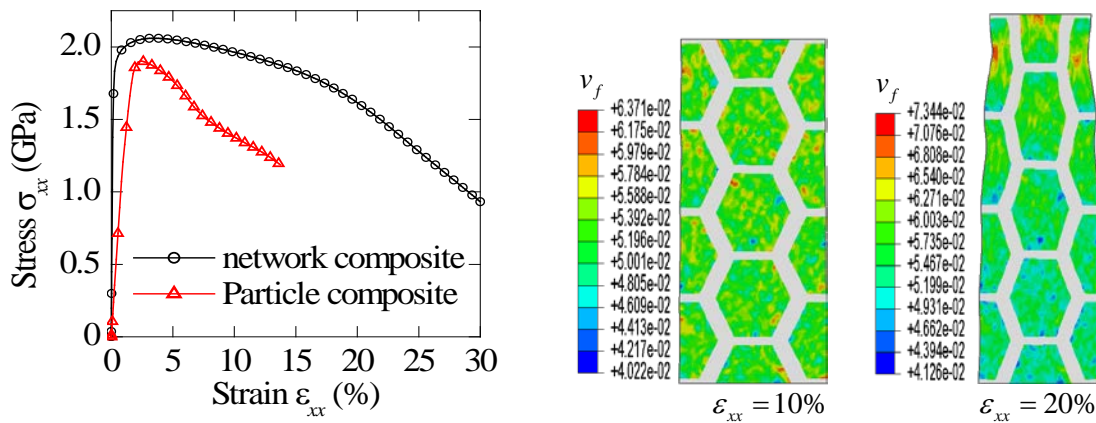 Stress σxx (GPa)
2.0
1.5
1.0
0.5
0
network composite
Particle composite
0 5 10 15 20 25 30
Strain εxx (%)
vf
+6.371e-02
+6.175e-02
+5.979e-02
+5.784e-02
+5.588e-02
+5.392e-02
+5.196e-02
+5.001e-02
+4.805e-02
+4.609e-02
+4.413e-02
+4.217e-02
+4.022e-02
εxx = 10%
vf
+7.344e-02
+7.076e-02
+6.808e-02
+6.540e-02
+6.271e-02
+6.003e-02
+5.735e-02
+5.467e-02
+5.199e-02
+4.931e-02
+4.662e-02
+4.394e-02
+4.126e-02
εxx = 20%